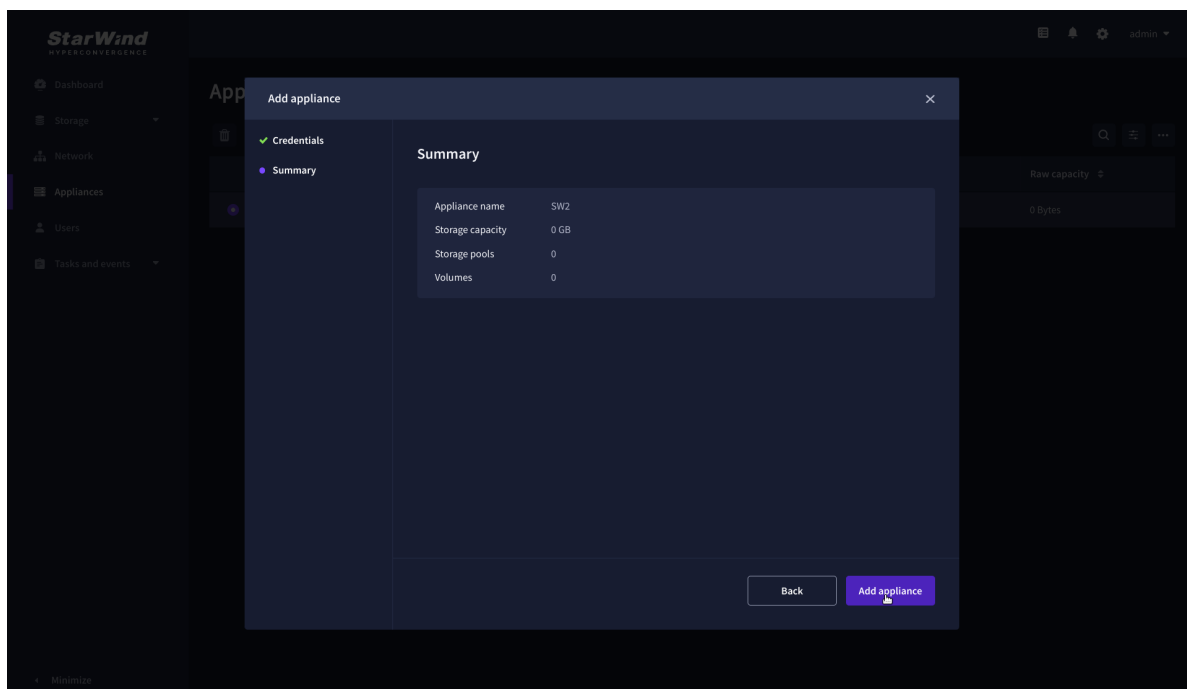 StarWind
HYPERCONVERGENCE
admin
Dashboard
Storage
Network
Appliances
Users
Tasks and events
Minimize
App
Raw capacity
0 Bytes
Add appliance
Credentials
Summary
Summary
Appliance name SW2
Storage capacity 0 GB
Storage pools 0
Volumes 0
Back
Add appliance